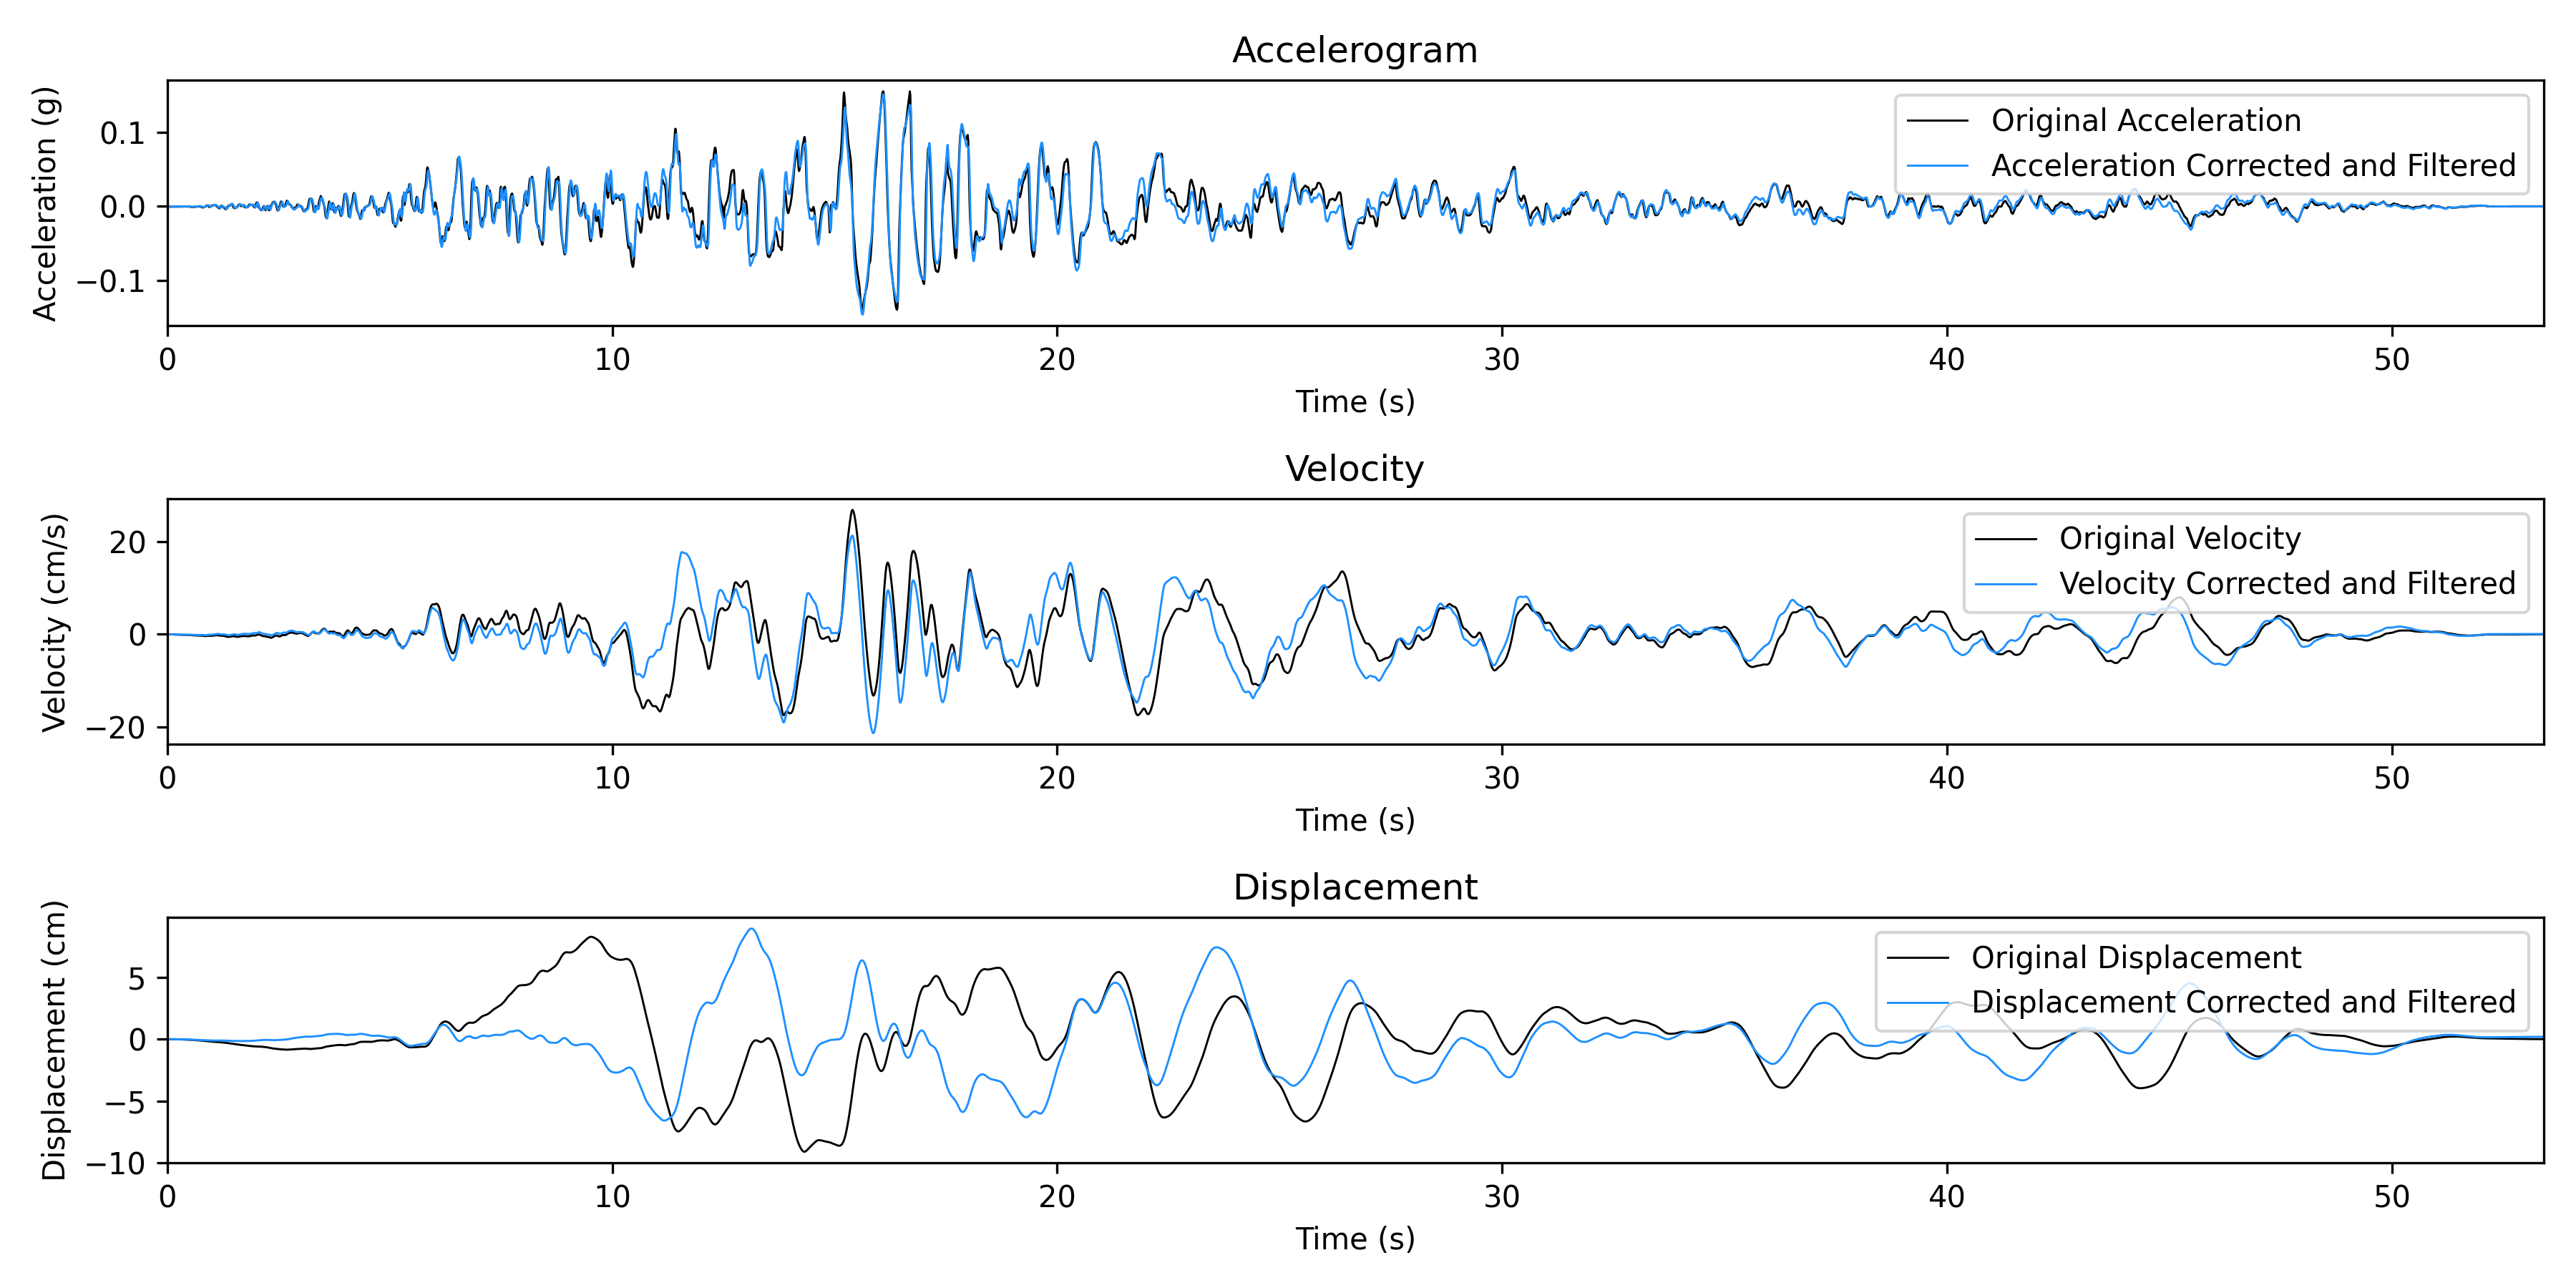 Accelerogram
Acceleration (g)
0.1
0.0
−0.1
Original Acceleration
Acceleration Corrected and Filtered
0 10 20 30 40 50
Time (s)
Velocity
Velocity (cm/s)
20
0
−20
Original Velocity
Velocity Corrected and Filtered
0 10 20 30 40 50
Time (s)
Displacement
Displacement (cm)
5
0
−5
−10
Original Displacement
Displacement Corrected and Filtered
0 10 20 30 40 50
Time (s)